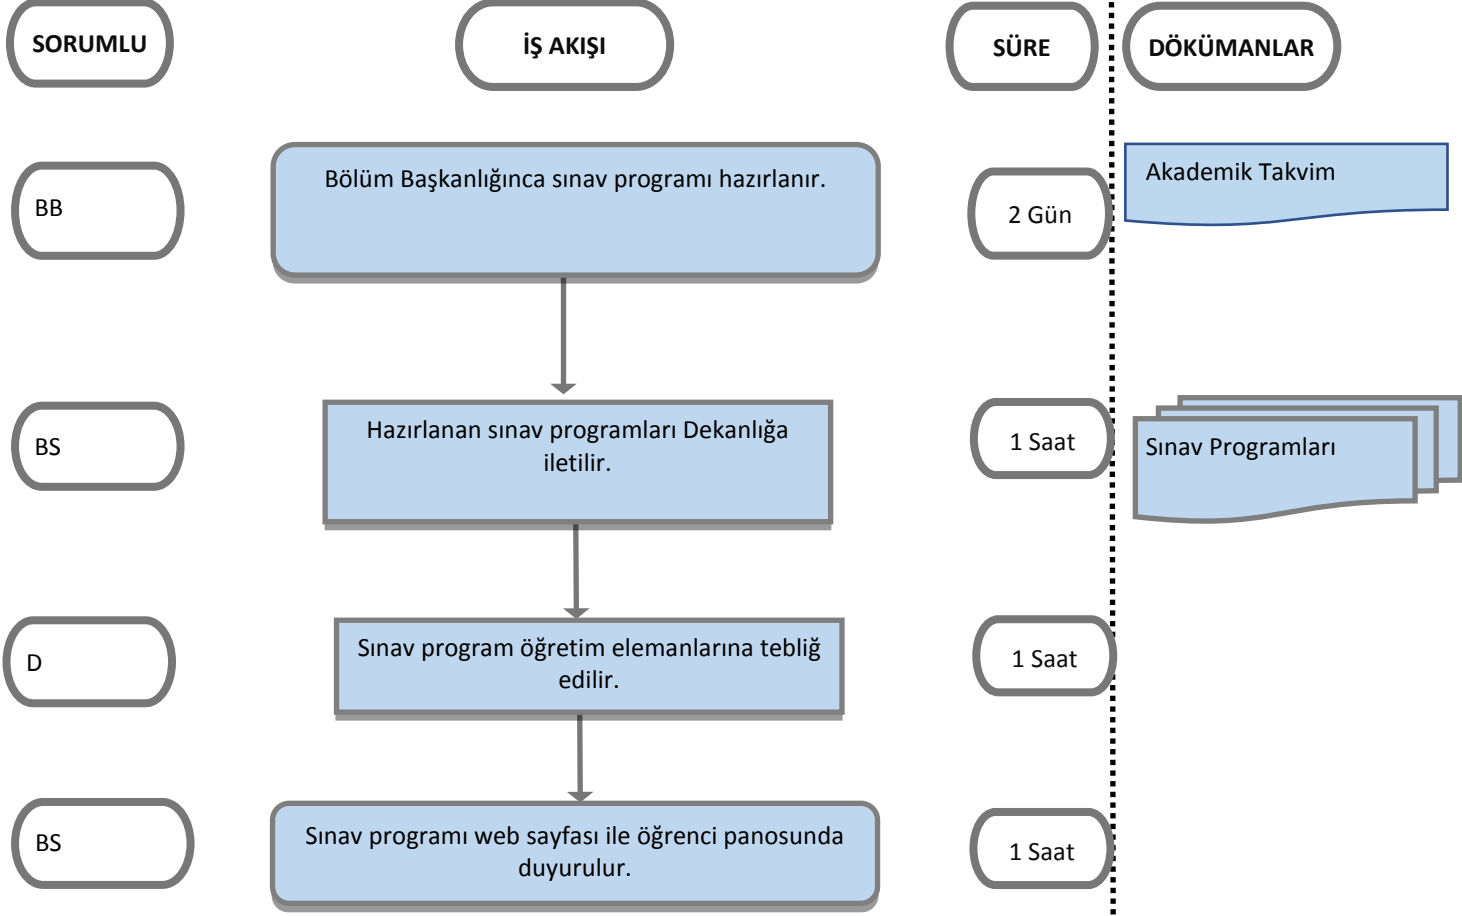 SORUMLU
İŞ AKIŞI
SÜRE
DÖKÜMANLAR
BB
Bölüm Başkanlığınca sınav programı hazırlanır.
2 Gün
Akademik Takvim
BS
Hazırlanan sınav programları Dekanlığa
iletilir.
1 Saat
Sınav Programları
D
Sınav program öğretim elemanlarına tebliğ
edilir.
1 Saat
BS
Sınav programı web sayfası ile öğrenci panosunda
duyurulur.
1 Saat